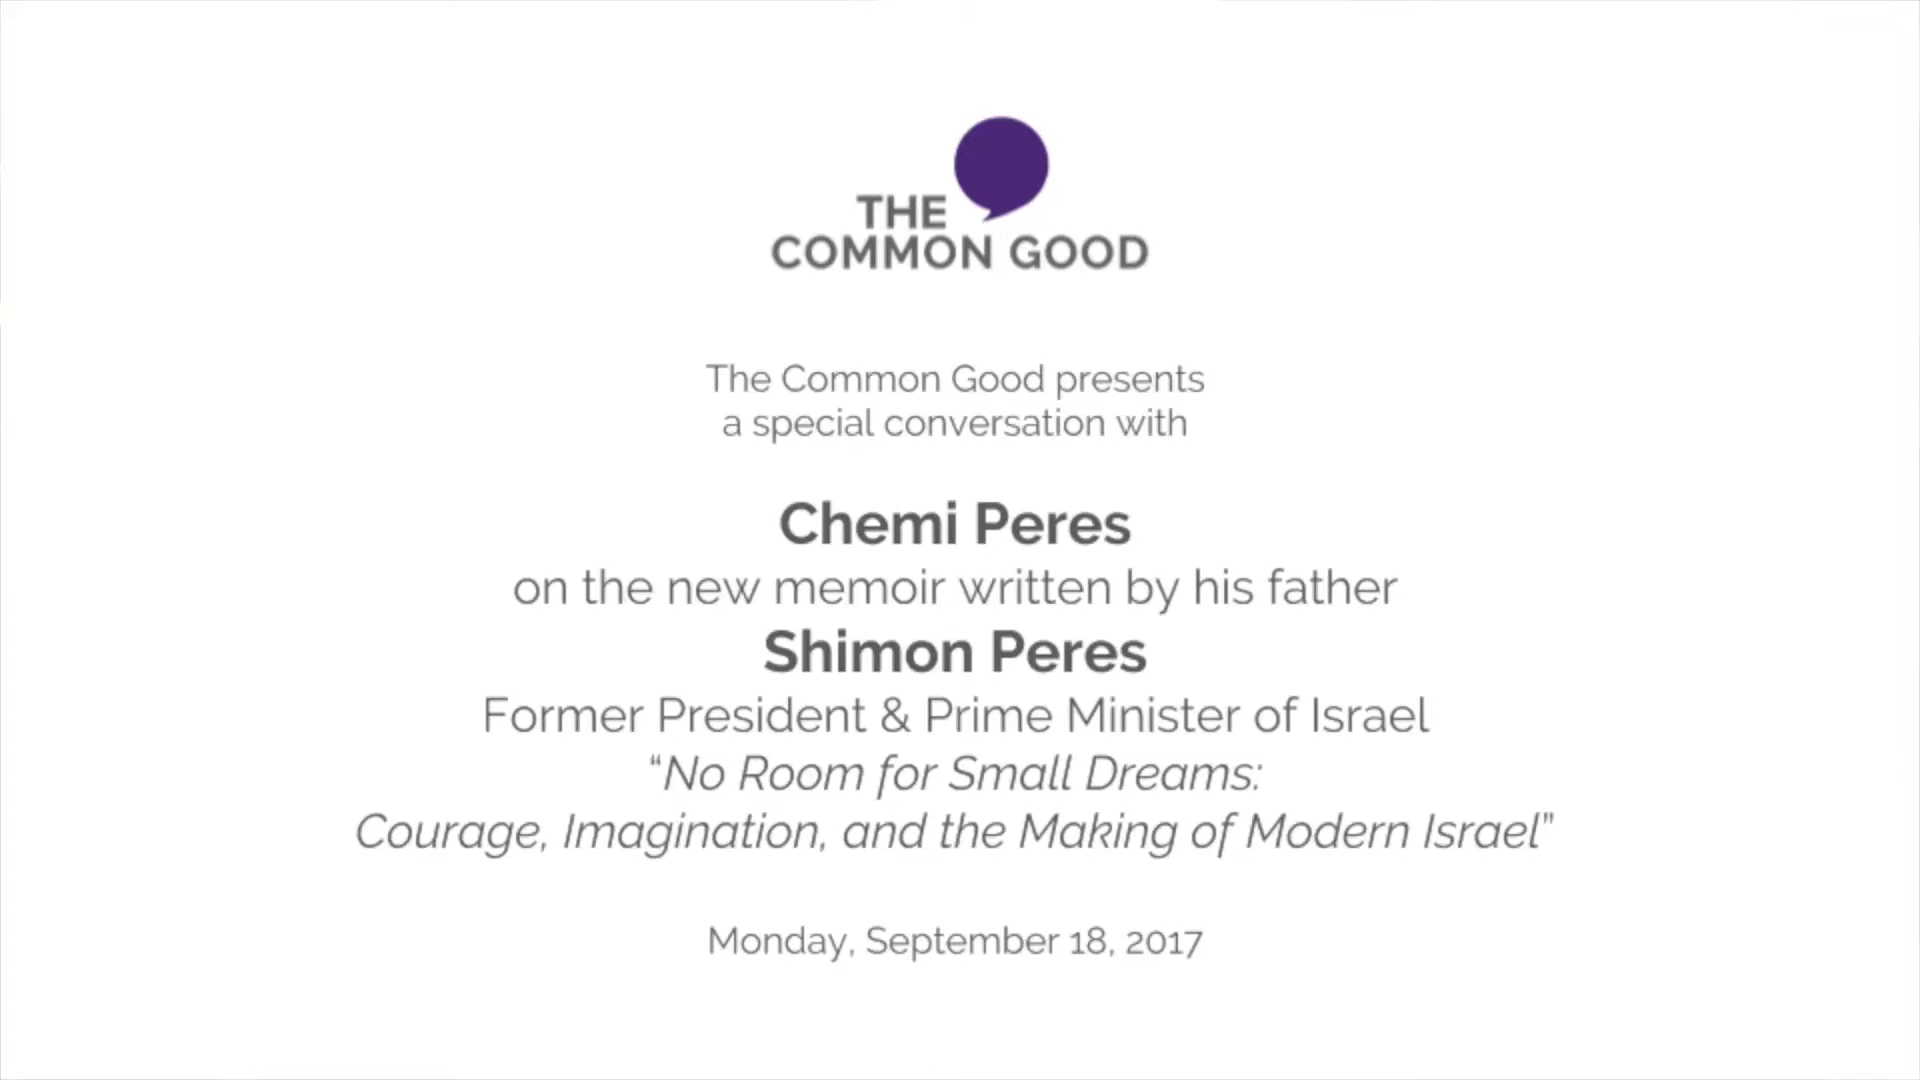 THE
COMMON GOOD
The Common Good presents
a special conversation with
Chemi Peres
on the new memoir written by his father
Shimon Peres
Former President & Prime Minister of Israel
“No Room for Small Dreams:
Courage, Imagination, and the Making of Modern Israel”
Monday, September 18, 2017